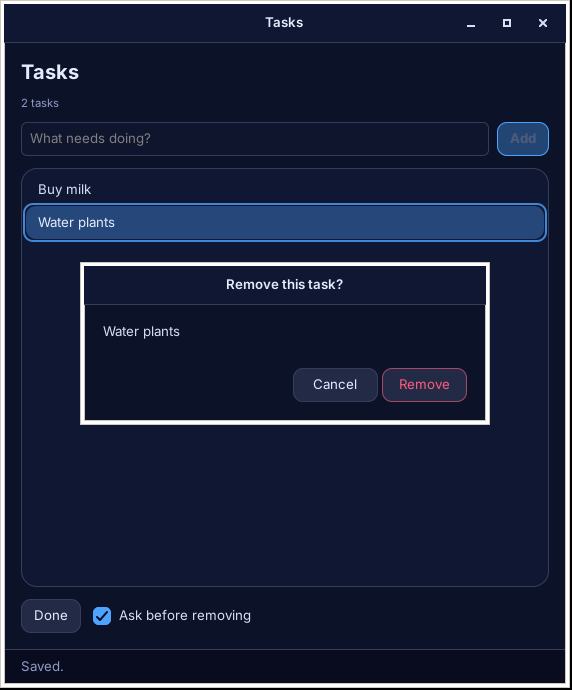 Tasks
Tasks
2 tasks
What needs doing?
Add
Buy milk
Water plants
Remove this task?
Water plants
Cancel
Remove
Done
Ask before removing
Saved.